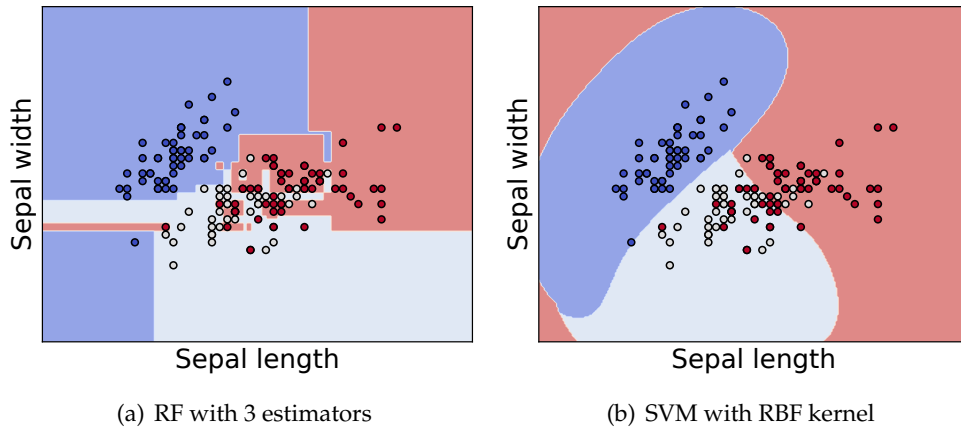 Sepal width
Sepal length
(a) RF with 3 estimators
Sepal width
Sepal length
(b) SVM with RBF kernel